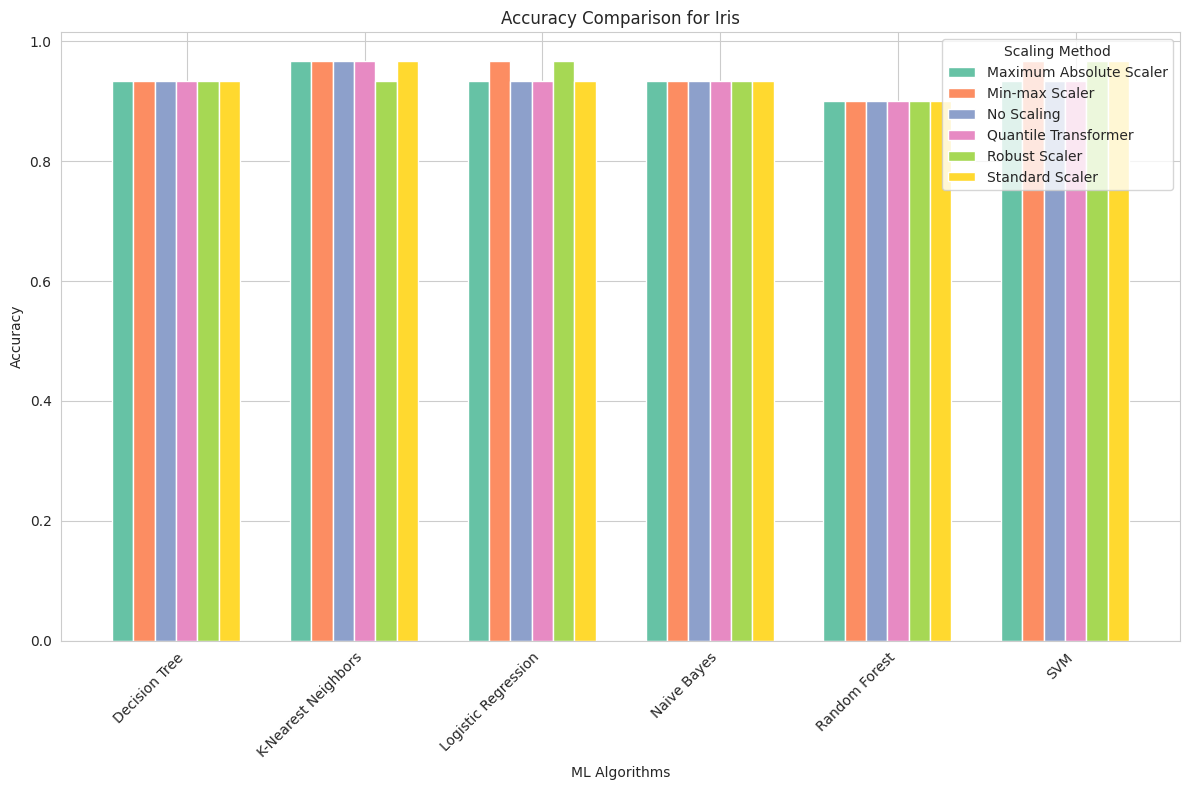 Accuracy Comparison for Iris
Scaling Method
Maximum Absolute Scaler
Min-max Scaler
No Scaling
Quantile Transformer
Robust Scaler
Standard Scaler
Accuracy
1.0
0.8
0.6
0.4
0.2
0.0
Decision Tree
K-Nearest Neighbors
Logistic Regression
Naive Bayes
Random Forest
SVM
ML Algorithms